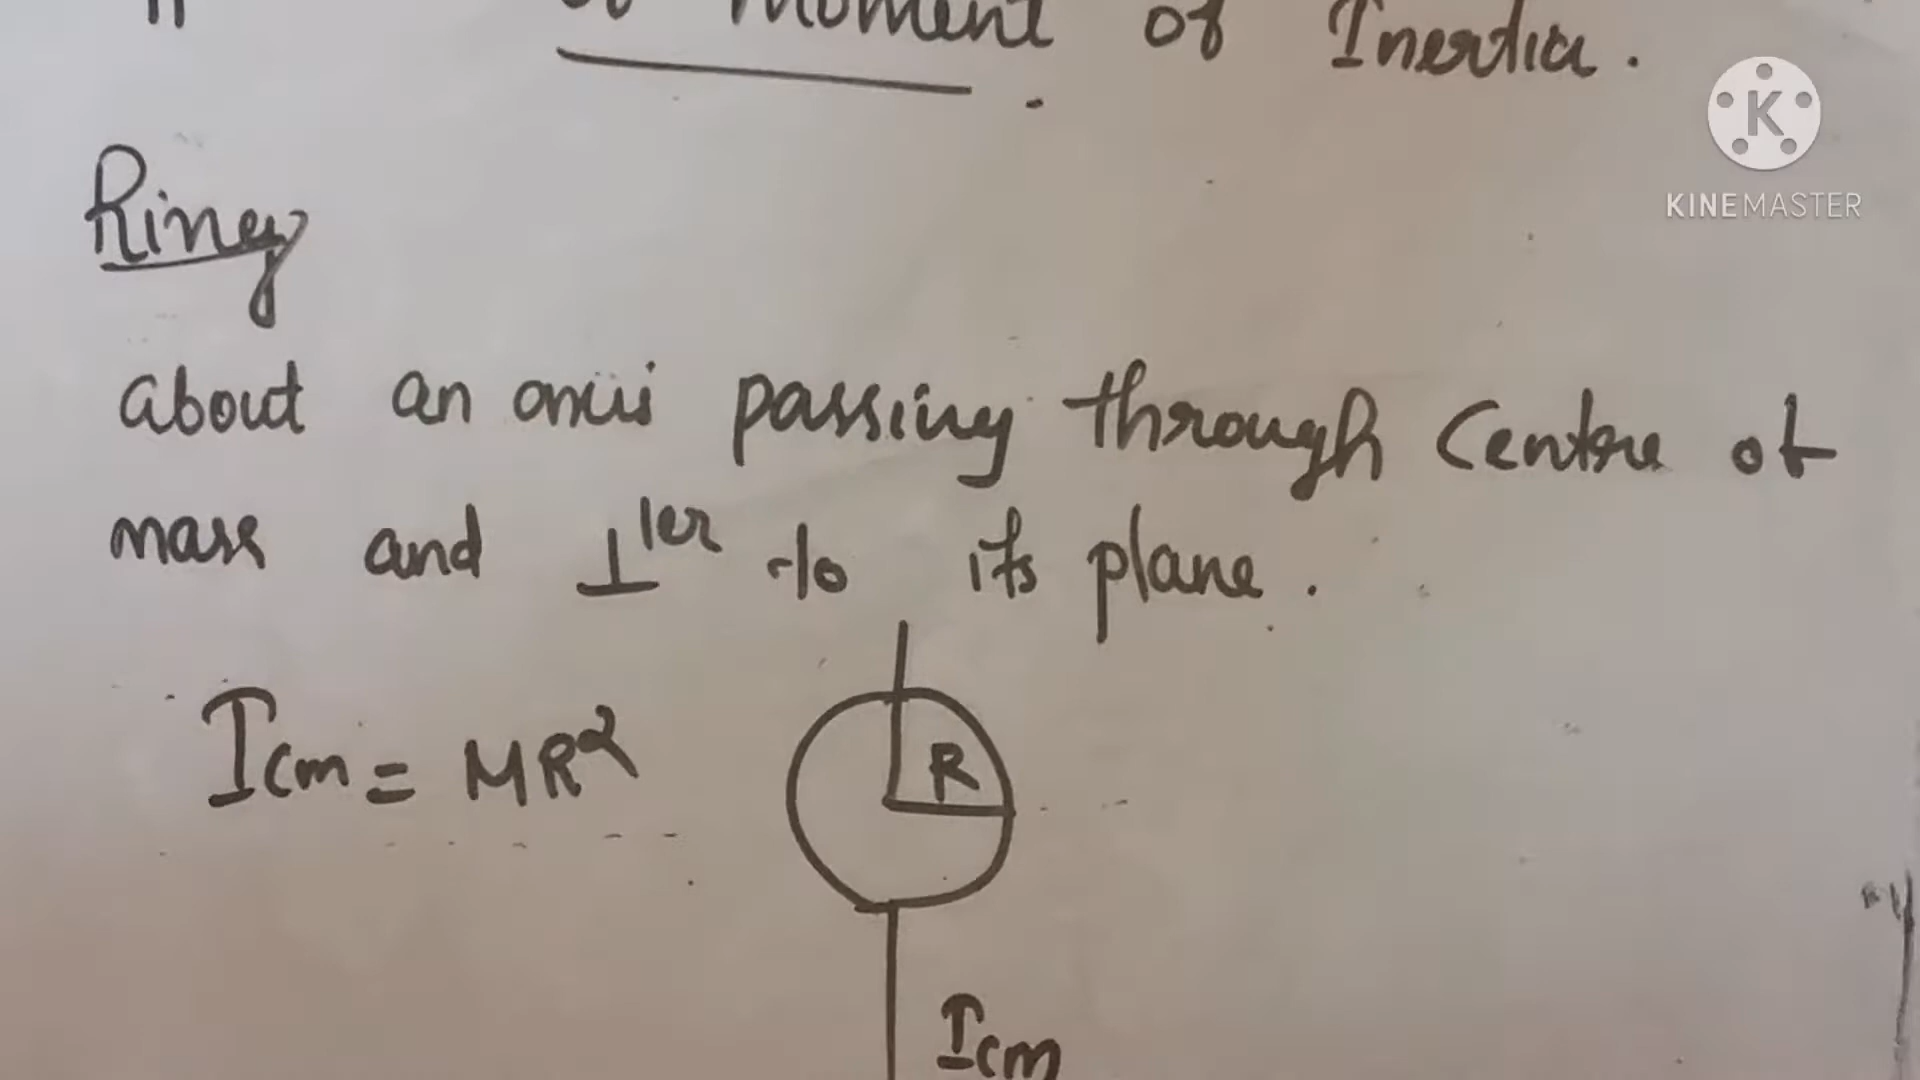 Moment of Inertia.
K
KINEMASTER
Ring
about an axis passing through Centre of
mass and ⊥ler to its plane.
Icm = MR²
R
Icm